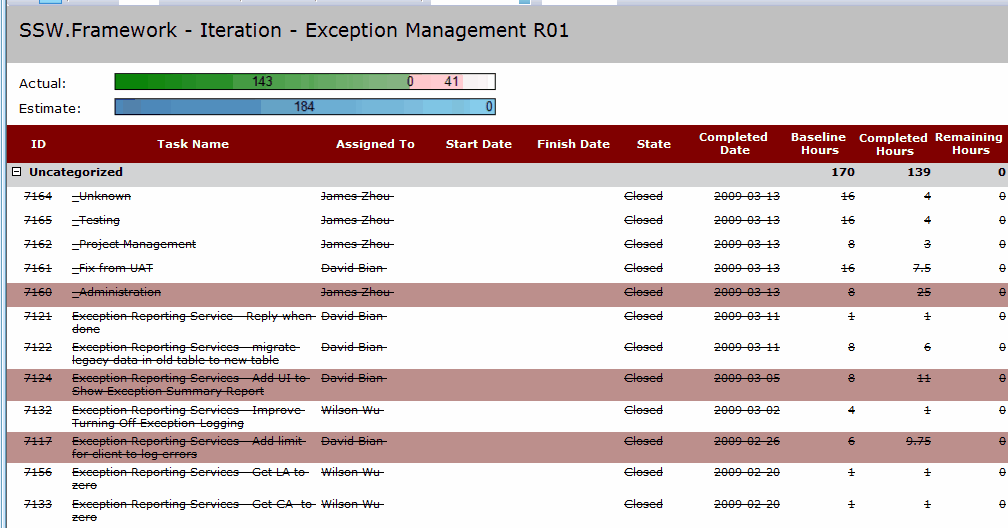 SSW.Framework - Iteration - Exception Management R01
Actual: 143 0 41
Estimate: 184 0
ID Task Name Assigned To Start Date Finish Date State Completed Date Baseline Hours Completed Hours Remaining Hours
Uncategorized 170 139 0
7164 _Unknown James Zhou Closed 2009-03-13 16 4 0
7165 _Testing James Zhou Closed 2009-03-13 16 4 0
7162 _Project Management James Zhou Closed 2009-03-13 8 3 0
7161 _Fix from UAT David Bian Closed 2009-03-13 16 7.5 0
7160 _Administration James Zhou Closed 2009-03-13 8 25 0
7121 Exception Reporting Service - Reply when David Bian Closed 2009-03-11 1 1 0
done
7122 Exception Reporting Services - migrate David Bian Closed 2009-03-11 8 6 0
legacy data in old table to new table
7124 Exception Reporting Services - Add UI to David Bian Closed 2009-03-05 8 11 0
Show Exception Summary Report
7132 Exception Reporting Services - Improve Wilson Wu Closed 2009-03-02 4 1 0
Turning Off Exception Logging
7117 Exception Reporting Services - Add limit David Bian Closed 2009-02-26 6 9.75 0
for client to log errors
7156 Exception Reporting Services - Get LA to Wilson Wu Closed 2009-02-20 1 1 0
zero
7133 Exception Reporting Services - Get CA to Wilson Wu Closed 2009-02-20 1 1 0
zero